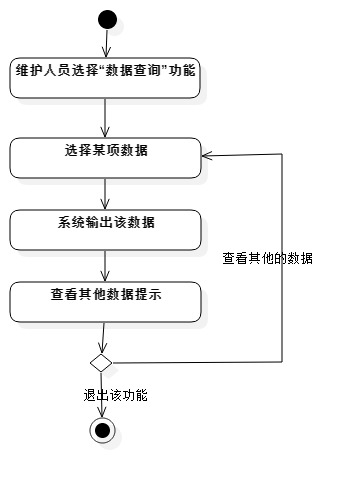 维护人员选择“数据查询”功能
选择某项数据
系统输出该数据
查看其他的数据
查看其他数据提示
退出该功能